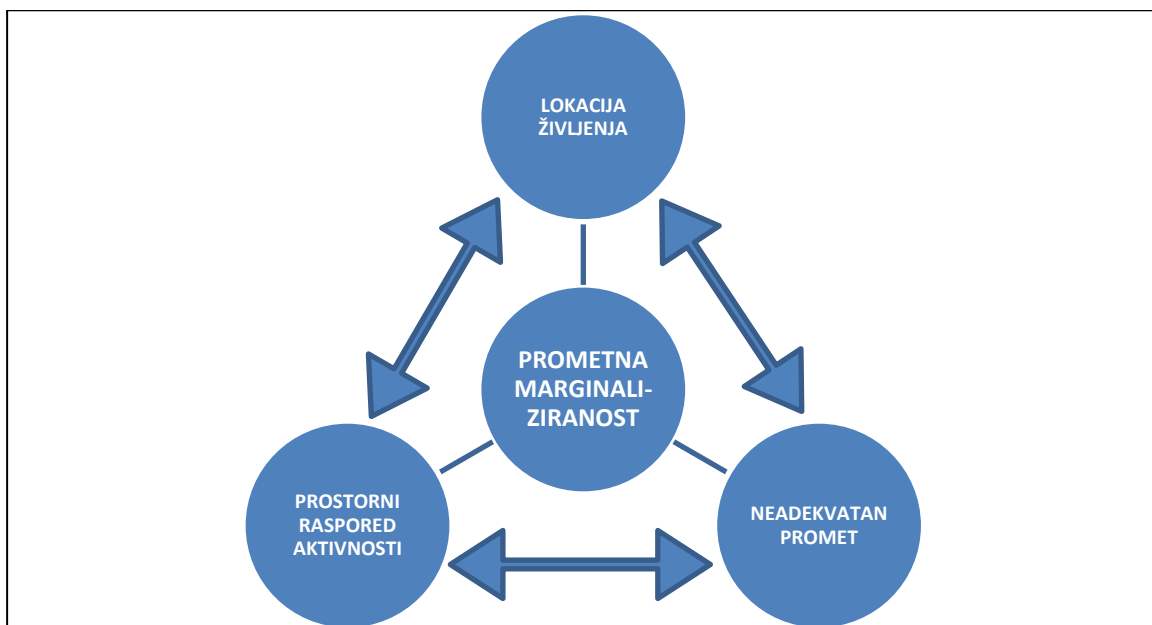 LOKACIJA
ŽIVLJENJA
PROMETNA
MARGINALI-
ZIRANOST
PROSTORNI
RASPORED
AKTIVNOSTI
NEADEKVATAN
PROMET